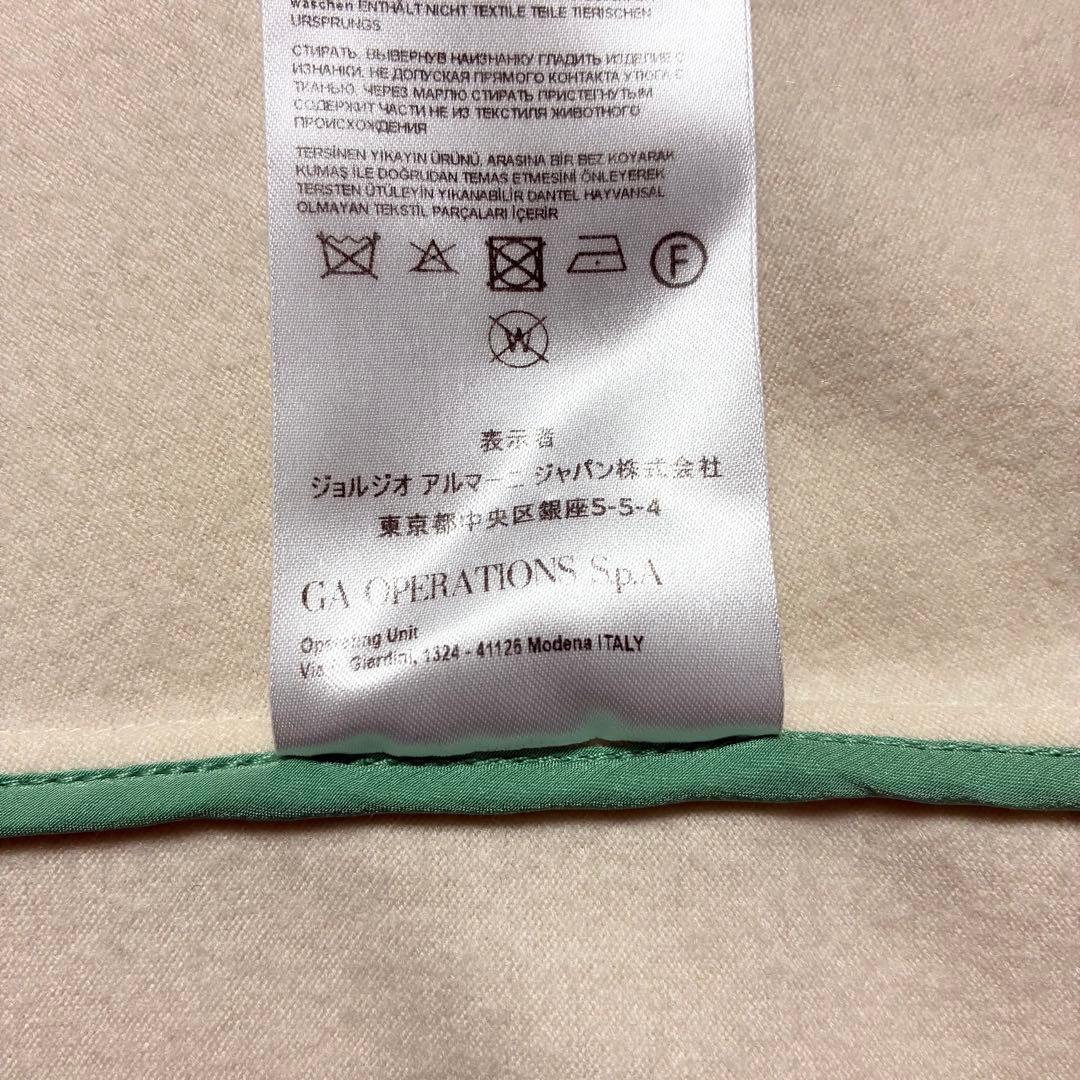 waschen ENTHÄLT NICHT TEXTILE TEILE TIERISCHEN
URSPRUNGS
СТИРАТЬ, ВЫВЕРНУВ НАИЗНАНКУ ГЛАДИТЬ ИЗДЕЛИЕ С
ИЗНАНКИ, НЕ ДОПУСКАЯ ПРЯМОГО КОНТАКТА УТЮГА С
ТКАНЬЮ, ЧЕРЕЗ МАРЛЮ СТИРАТЬ ПРИСТЕГНУТЫМ
СОДЕРЖИТ ЧАСТИ НЕ ИЗ ТЕКСТИЛЯ ЖИВОТНОГО
ПРОИСХОЖДЕНИЯ
TERSINEN YIKAYIN ÜRÜNÜ, ARASINA BİR BEZ KOYARAK
KUMAŞ İLE DOĞRUDAN TEMAS ETMESİNİ ÖNLEYEREK
TERSTEN ÜTÜLEYİN YIKANABİLİR DANTEL HAYVANSAL
OLMAYAN TEKSTİL PARÇALARI İÇERİR
F
W
表示者
ジョルジオ アルマーニ ジャパン株式会社
東京都中央区銀座5-5-4
GA OPERATIONS S.p.A
Operating Unit
Via Giardini, 1324 - 41126 Modena ITALY